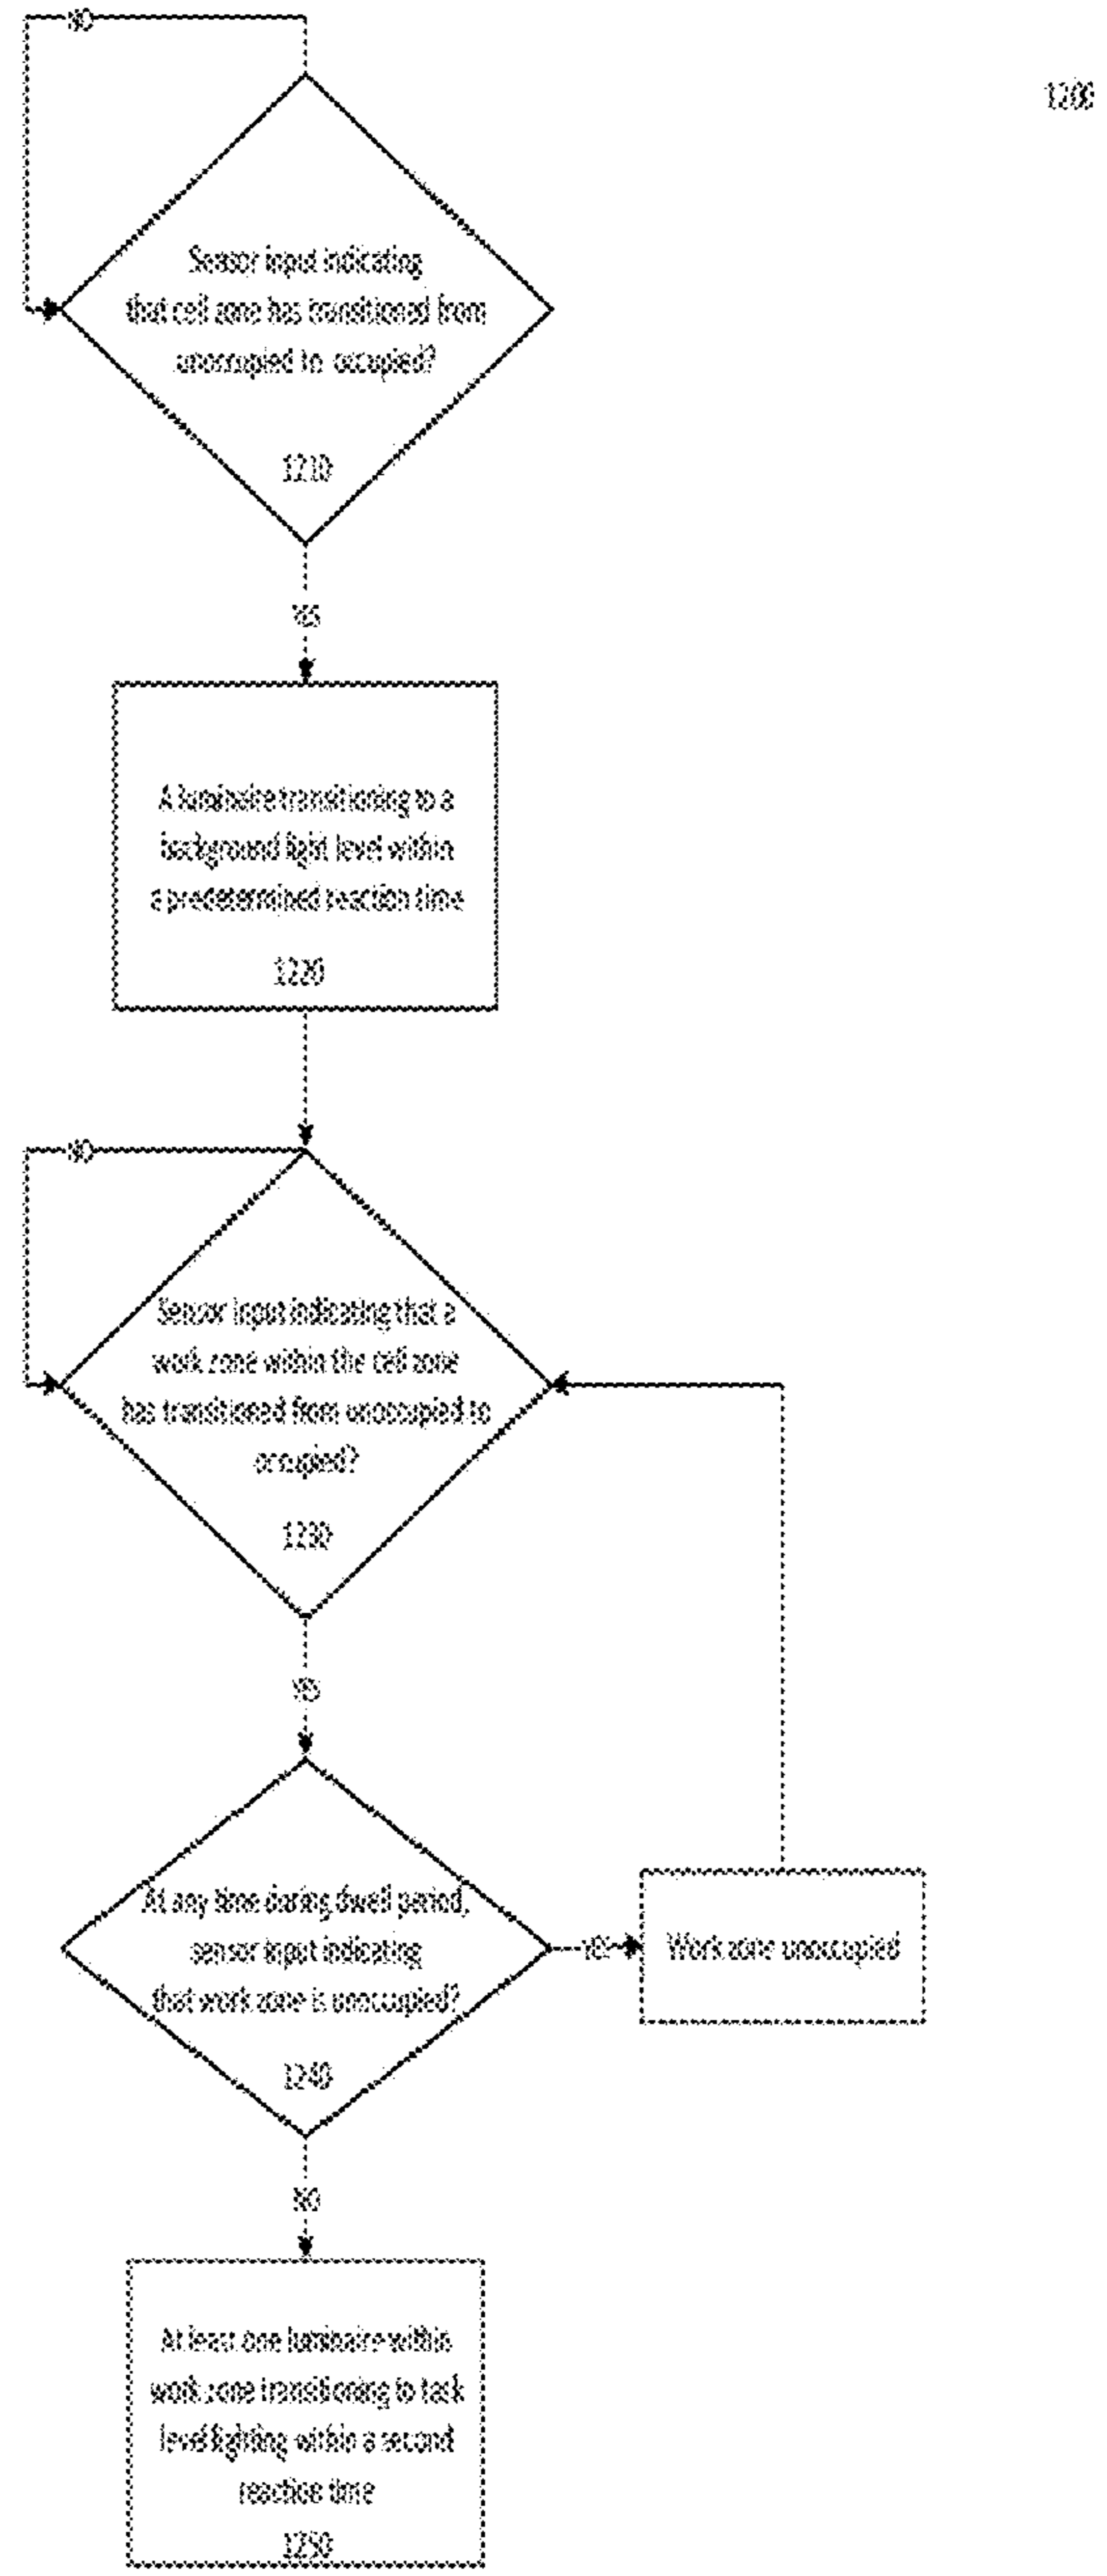 1200
NO
Sensor input indicating
that cell zone has transitioned from
unoccupied to occupied?
1210
YES
A luminaire transitioning to a
background light level within
a predetermined reaction time
1220
NO
Sensor input indicating that a
work zone within the cell zone
has transitioned from unoccupied to
occupied?
1230
YES
At any time during dwell period,
sensor input indicating
that work zone is unoccupied?
1240
YES
Work zone unoccupied
NO
At least one luminaire within
work zone transitioning to task
level lighting within a second
reaction time
1250